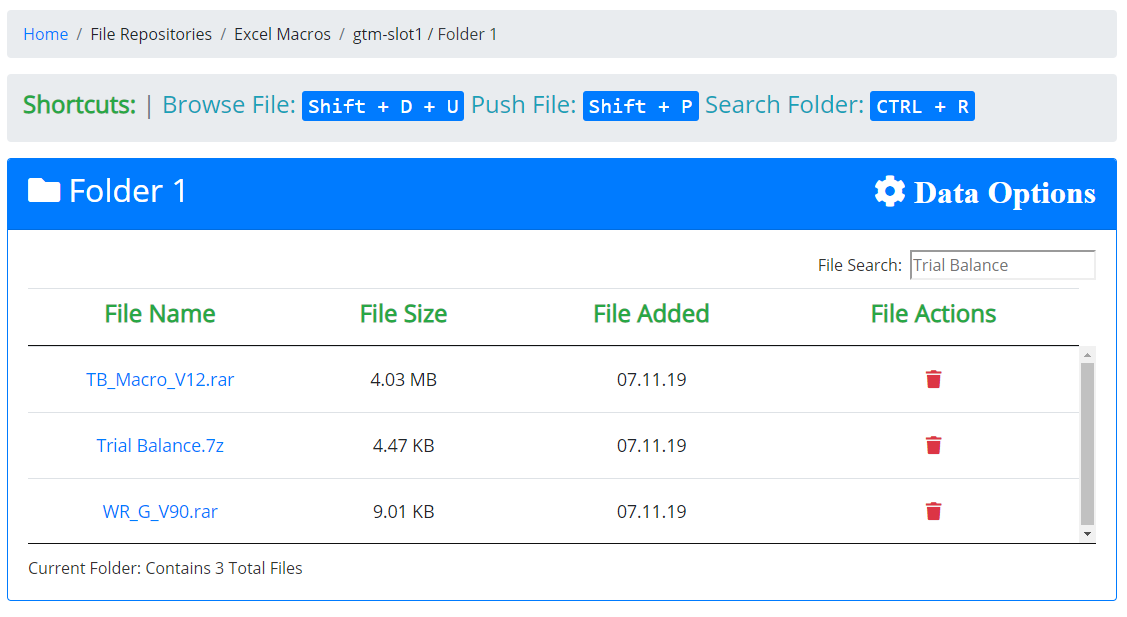 Home / File Repositories / Excel Macros / gtm-slot1 / Folder 1
Shortcuts: | Browse File: Shift + D + U Push File: Shift + P Search Folder: CTRL + R
Folder 1 Data Options
File Search: Trial Balance
File Name File Size File Added File Actions
TB_Macro_V12.rar 4.03 MB 07.11.19
Trial Balance.7z 4.47 KB 07.11.19
WR_G_V90.rar 9.01 KB 07.11.19
Current Folder: Contains 3 Total Files